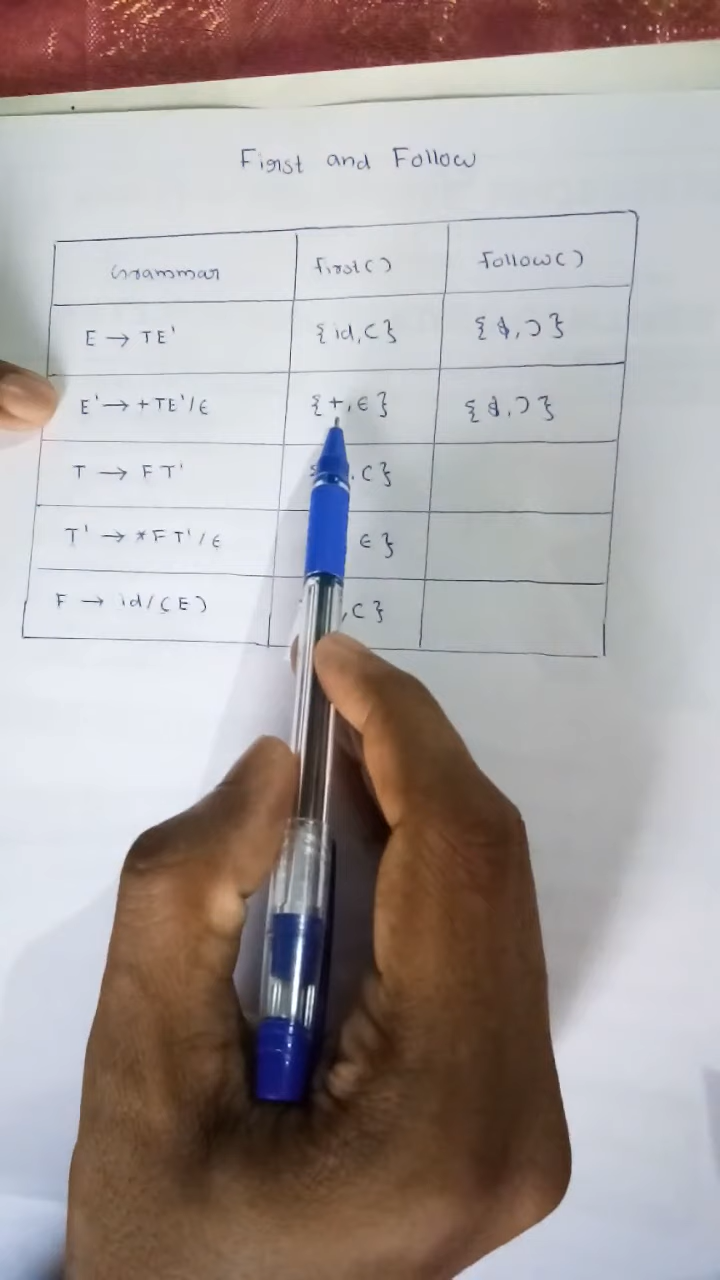 First and Follow
Grammar first() follow()
E → TE' {id,(} {$,)}
E' → +TE'/ε {+,ε} {$,)}
T → FT' ,(}
T' → *FT'/ε ε}
F → id/(E) ,(}